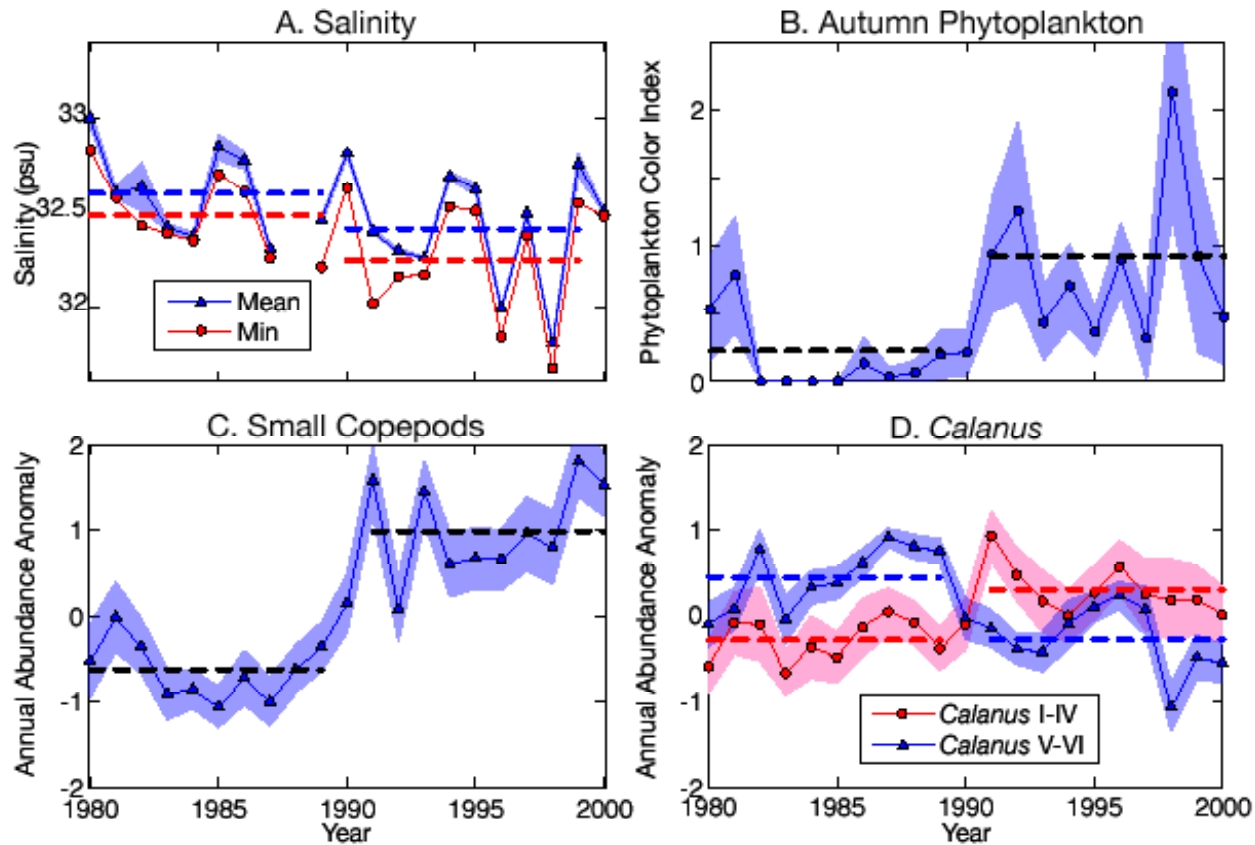 A. Salinity
Salinity (psu)
33
32.5
32
Mean
Min
B. Autumn Phytoplankton
Phytoplankton Color Index
2
1
0
C. Small Copepods
Annual Abundance Anomaly
2
1
0
-1
-2
1980 1985 1990 1995 2000
Year
D. Calanus
Annual Abundance Anomaly
2
1
0
-1
-2
Calanus I-IV
Calanus V-VI
1980 1985 1990 1995 2000
Year